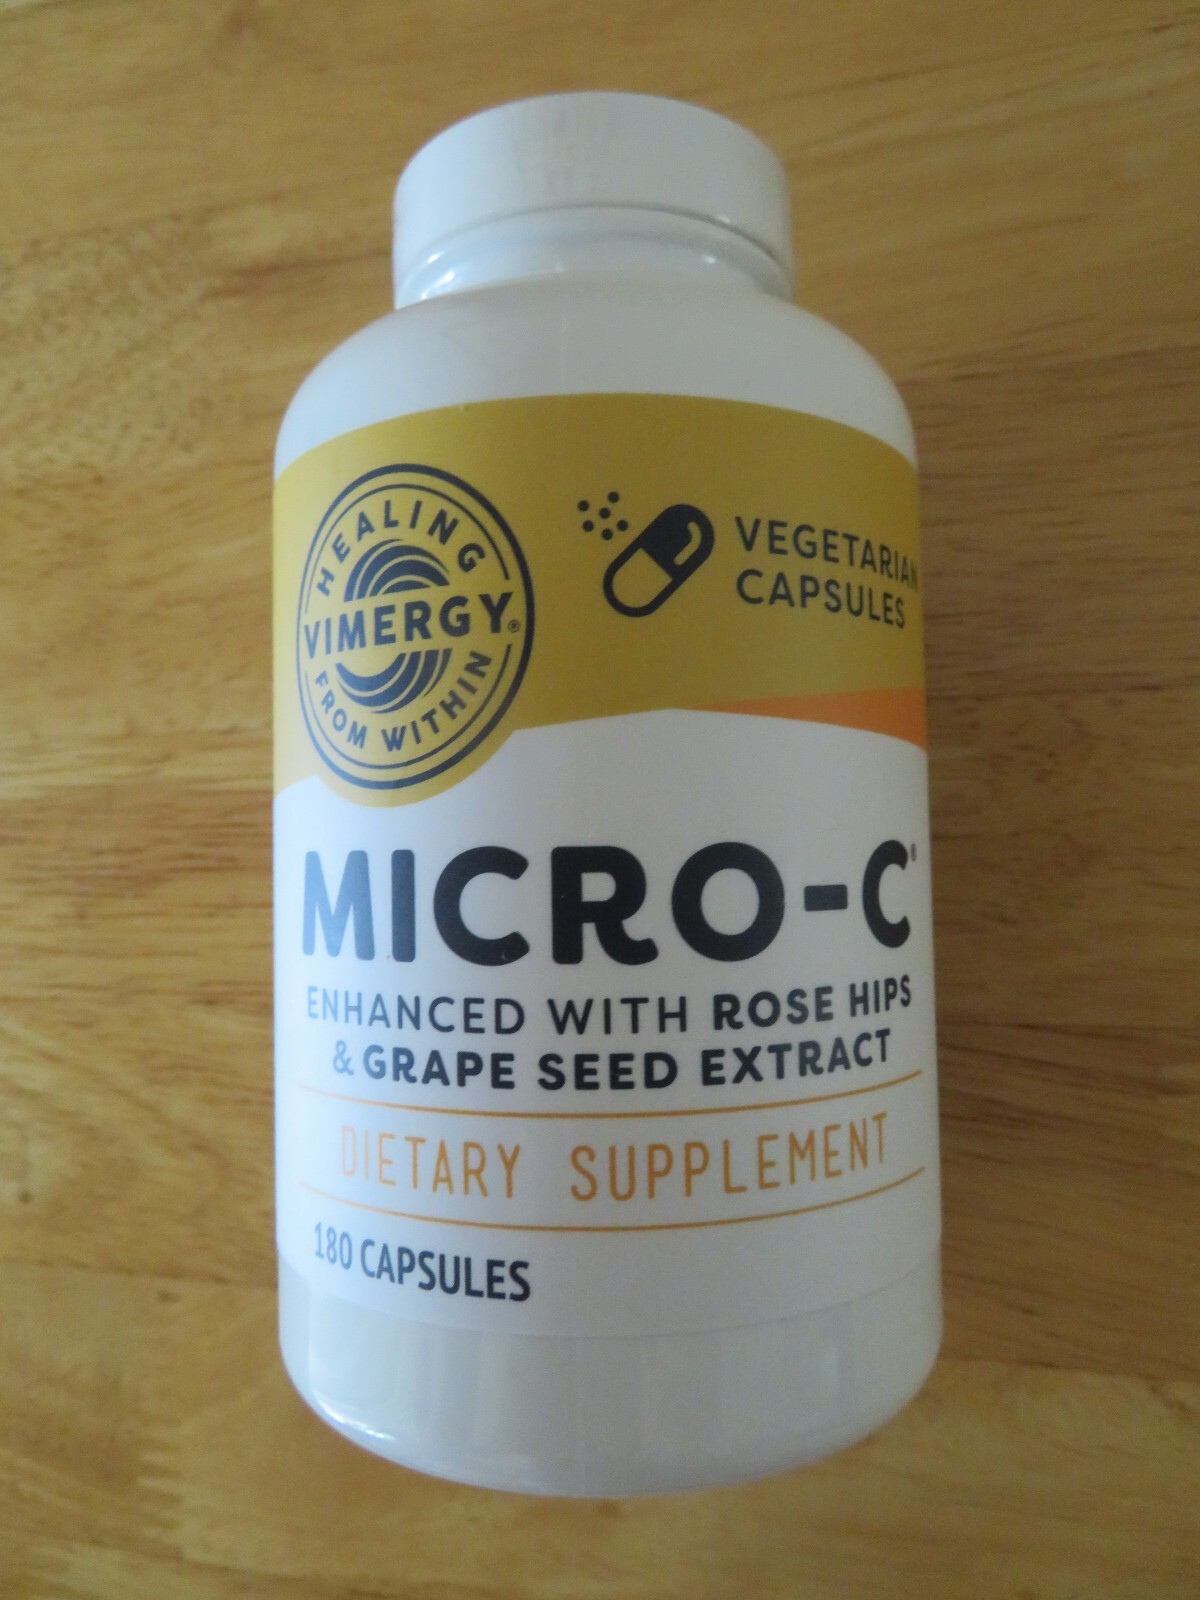 HEALING
VIMERGY®
FROM WITHIN
VEGETARIAN
CAPSULES
MICRO-C®
ENHANCED WITH ROSE HIPS
& GRAPE SEED EXTRACT
DIETARY SUPPLEMENT
180 CAPSULES